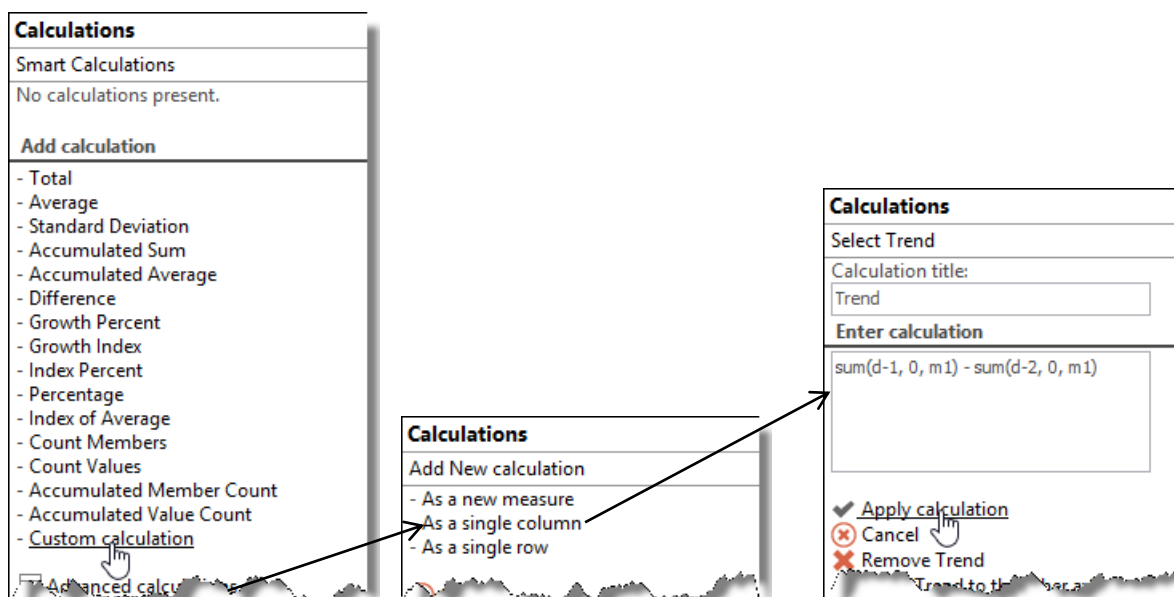 Calculations
Smart Calculations
No calculations present.
Add calculation
- Total
- Average
- Standard Deviation
- Accumulated Sum
- Accumulated Average
- Difference
- Growth Percent
- Growth Index
- Index Percent
- Percentage
- Index of Average
- Count Members
- Count Values
- Accumulated Member Count
- Accumulated Value Count
- Custom calculation
Advanced
Calculations
Add New calculation
- As a new measure
- As a single column
- As a single row
Calculations
Select Trend
Calculation title:
Trend
Enter calculation
sum(d-1, 0, m1) - sum(d-2, 0, m1)
Apply calculation
Cancel
Remove Trend
Trend to